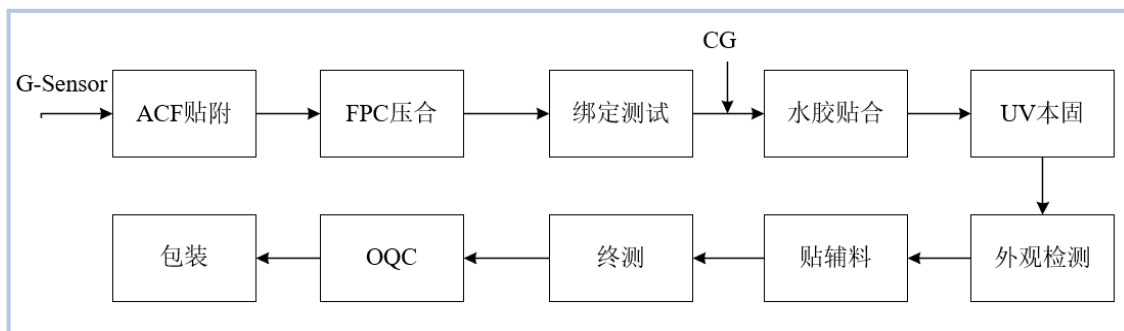 CG
G-Sensor
ACF贴附
FPC压合
绑定测试
水胶贴合
UV本固
包装
OQC
终测
贴辅料
外观检测